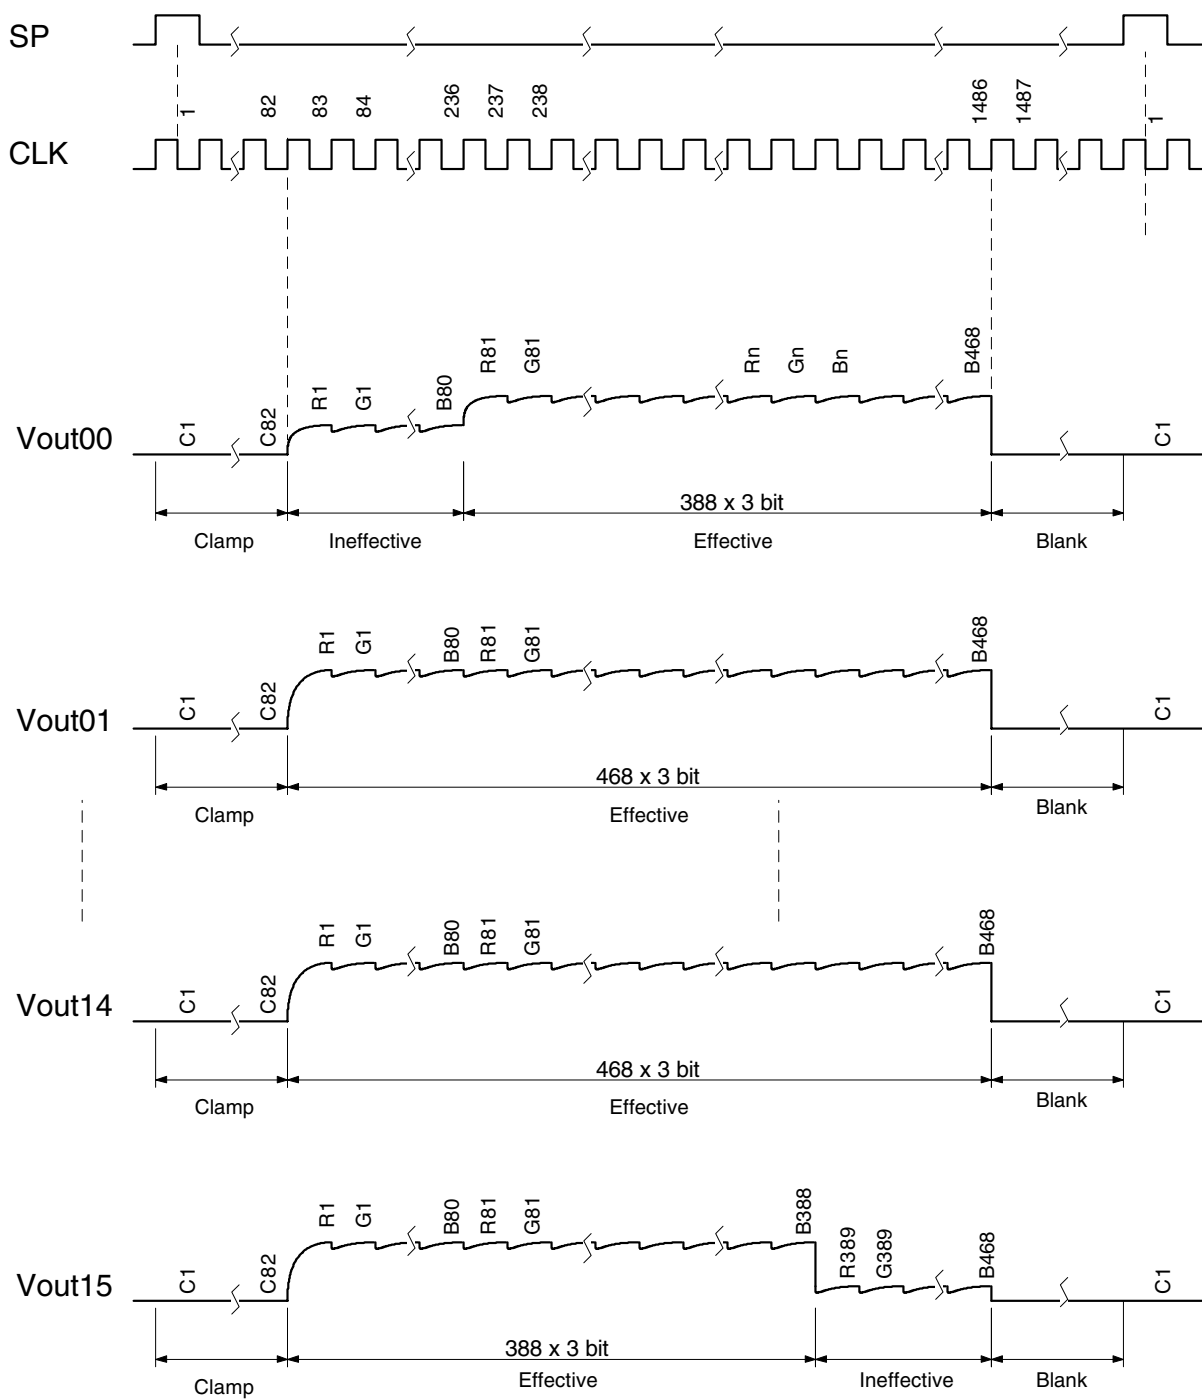 SP
1 82 83 84 236 237 238 1486 1487 1
CLK
R81 G81 Rn Gn Bn B468
R1 G1 B80
Vout00 C1 C82 C1
388 x 3 bit
Clamp Ineffective Effective Blank
R1 G1 B80 R81 G81 B468
Vout01 C1 C82 C1
468 x 3 bit
Clamp Effective Blank
R1 G1 B80 R81 G81 B468
Vout14 C1 C82 C1
468 x 3 bit
Clamp Effective Blank
R1 G1 B80 R81 G81 B388
R389 G389 B468
Vout15 C1 C82 C1
388 x 3 bit
Clamp Effective Ineffective Blank